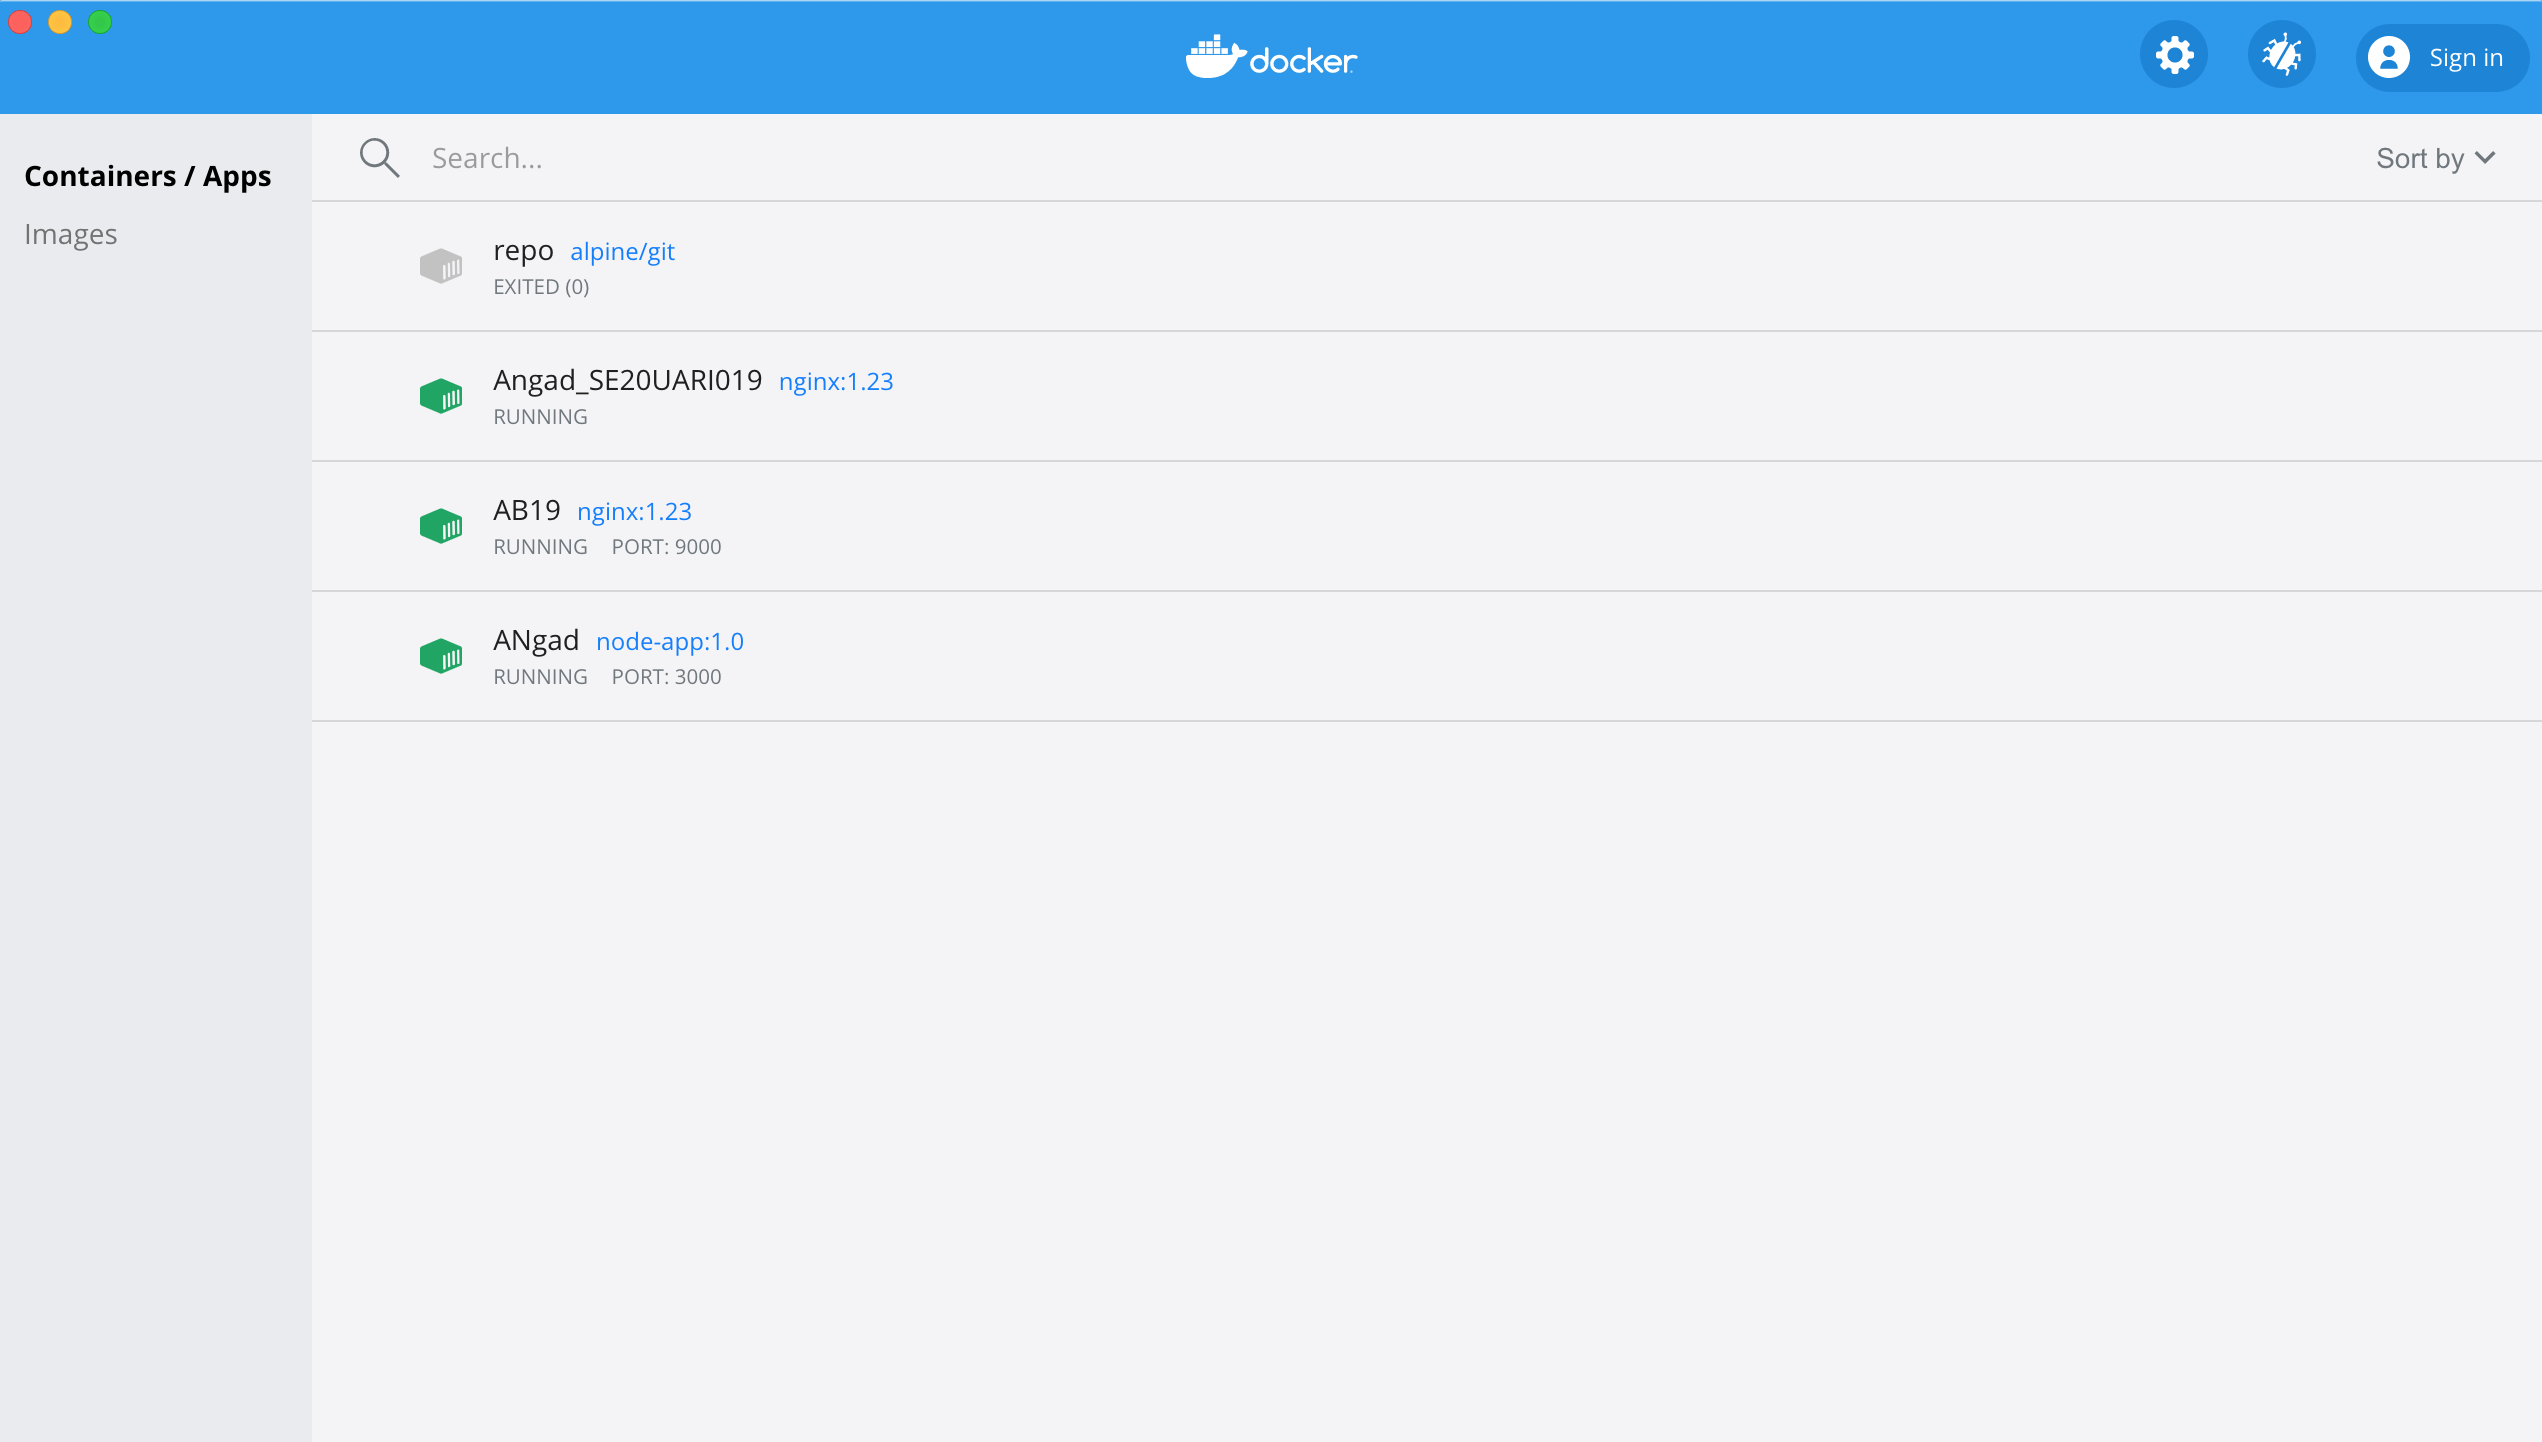 docker
Sign in
Containers / Apps
Images
Search...
Sort by
repo alpine/git
EXITED (0)
Angad_SE20UARI019 nginx:1.23
RUNNING
AB19 nginx:1.23
RUNNING PORT: 9000
ANgad node-app:1.0
RUNNING PORT: 3000